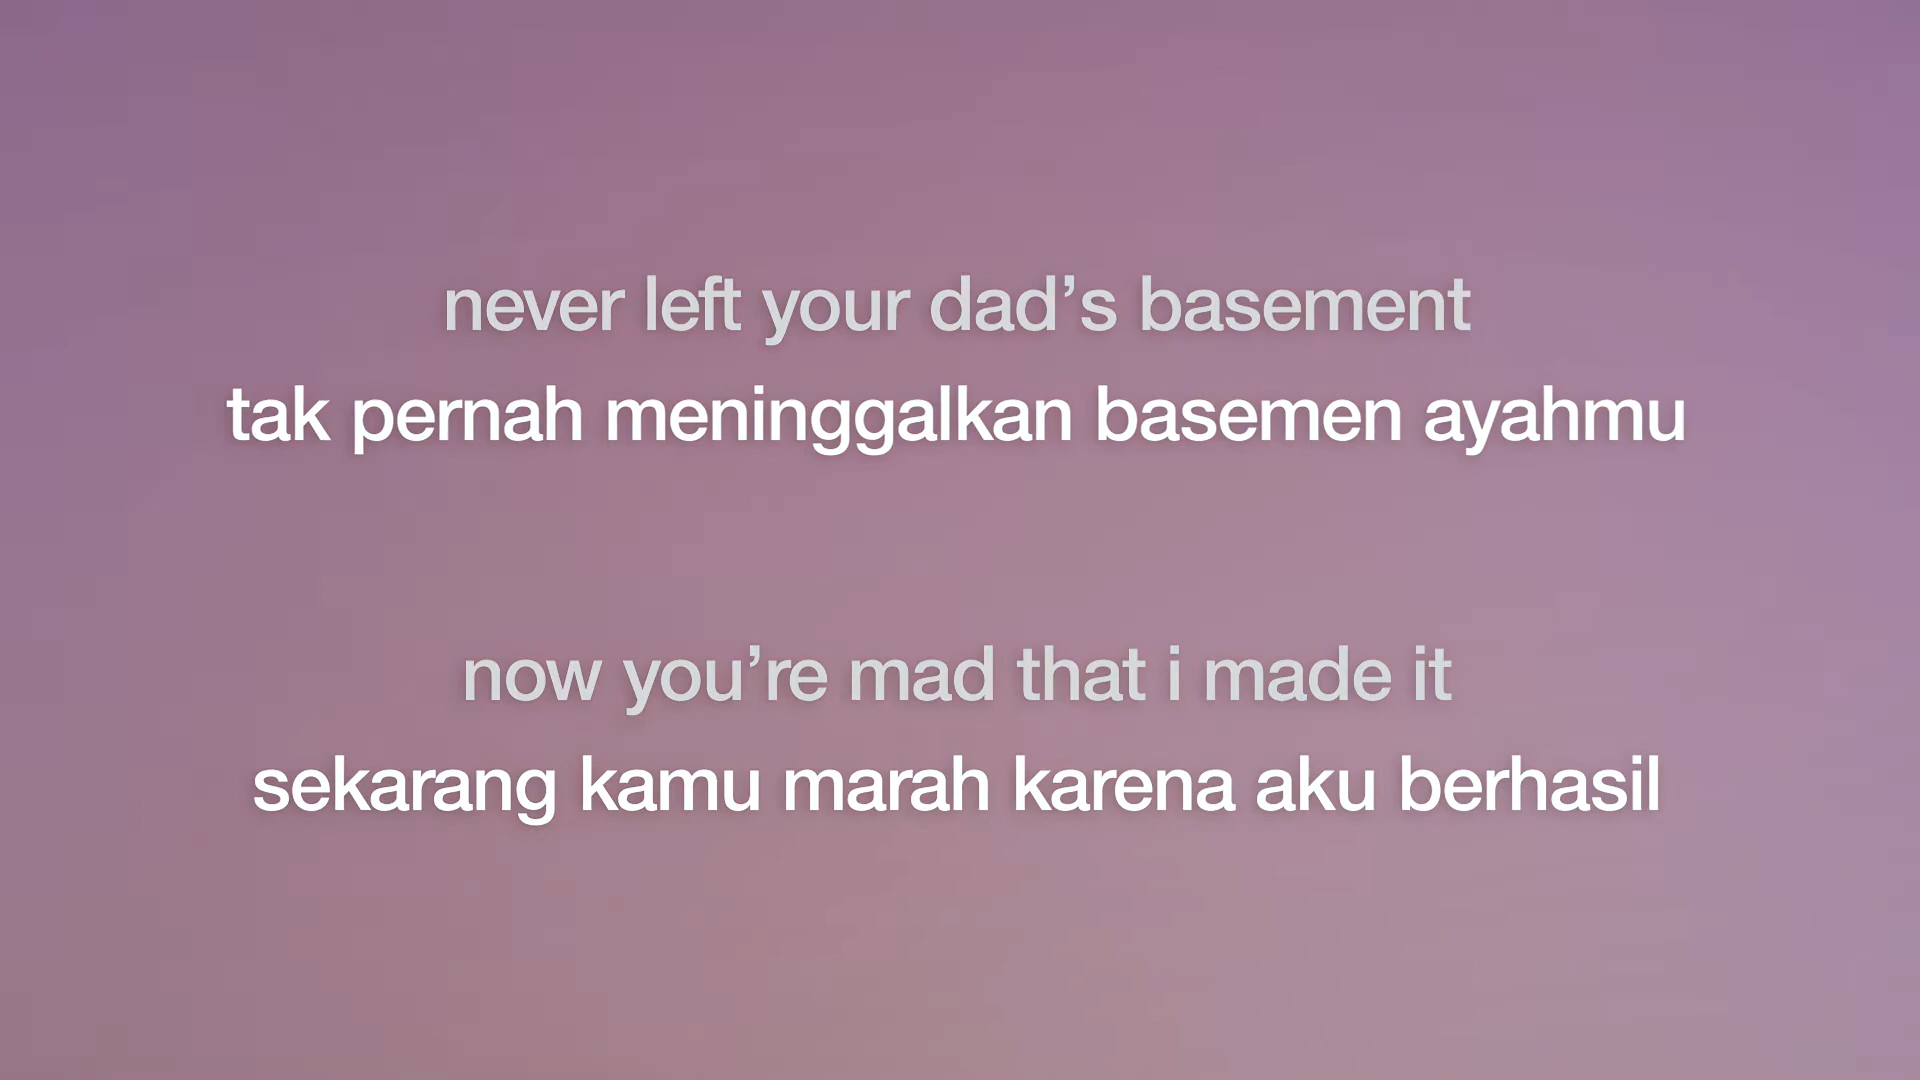 never left your dad’s basement
tak pernah meninggalkan basemen ayahmu
now you’re mad that i made it
sekarang kamu marah karena aku berhasil